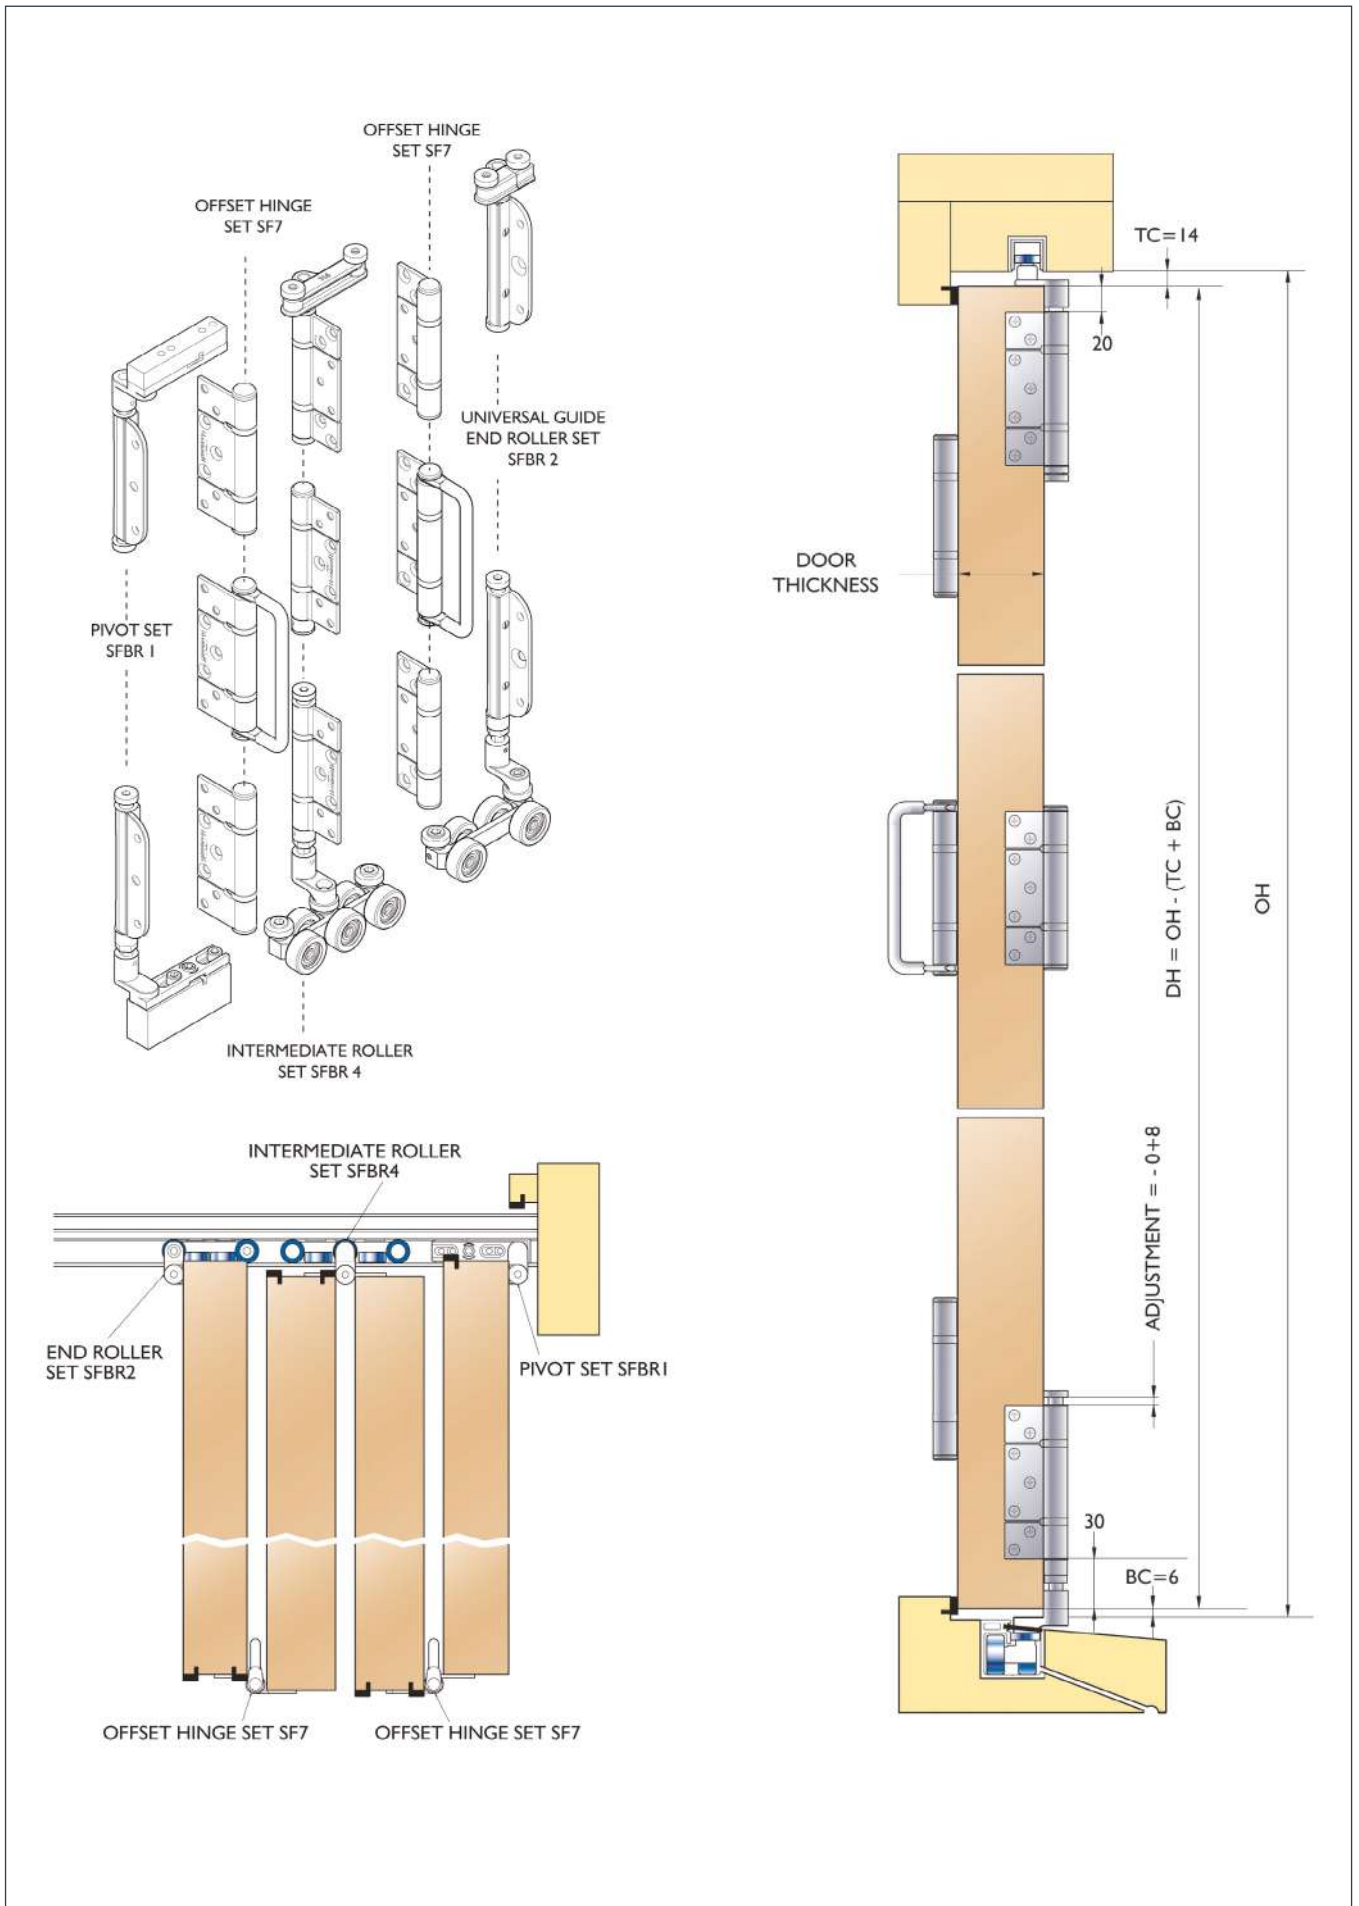 OFFSET HINGE
SET SF7
OFFSET HINGE
SET SF7
UNIVERSAL GUIDE
END ROLLER SET
SFBR 2
PIVOT SET
SFBR 1
INTERMEDIATE ROLLER
SET SFBR 4
INTERMEDIATE ROLLER
SET SFBR4
END ROLLER
SET SFBR2
PIVOT SET SFBR1
OFFSET HINGE SET SF7
OFFSET HINGE SET SF7
TC=14
20
DOOR
THICKNESS
DH = OH - (TC + BC)
OH
ADJUSTMENT = - 0+8
30
BC=6